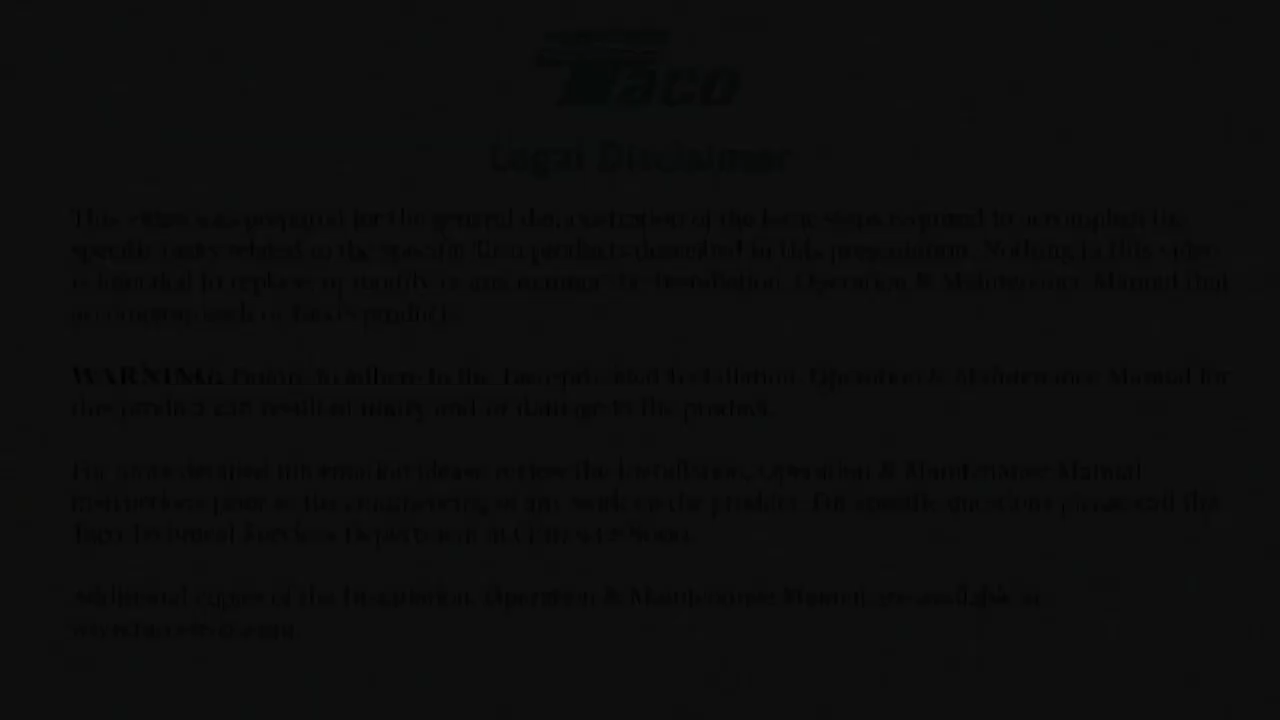 Taco
Legal Disclaimer
This video was prepared for the general demonstration of the basic steps required to accomplish the
specific tasks related to the specific Taco products described in this presentation. Nothing in this video
is intended to replace or modify in any manner the Installation, Operation & Maintenance Manual that
accompanies Taco's product.
WARNING: Failure to adhere to the Taco provided Installation, Operation & Maintenance Manual for
this product can result in injury and/or damage to the product.
For more detailed information please review the Installation, Operation & Maintenance Manual
instructions prior to the commencing of any work on the product. For specific questions please call the
Taco Technical Services Department at
Additional copies of the Installation, Operation & Maintenance Manual are available at